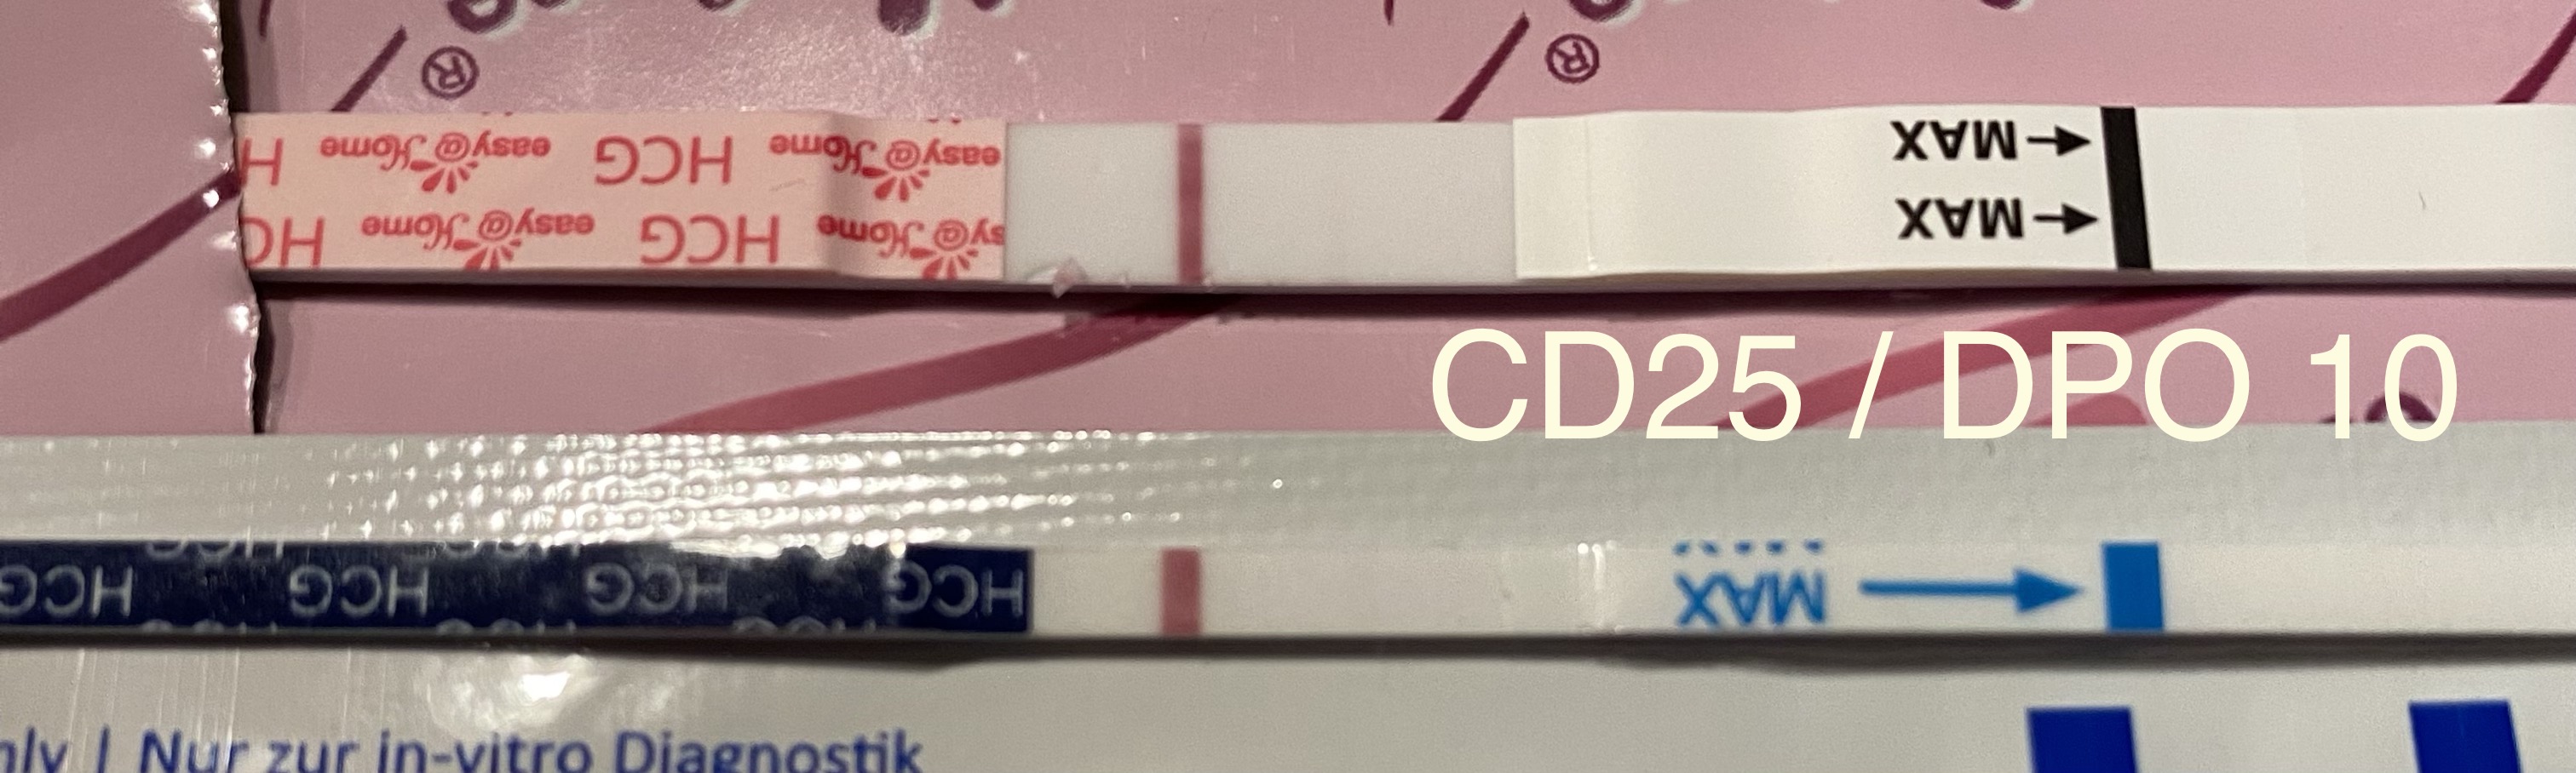 ® ®
H easy@Home HCG easy@Home
HCG easy@Home HCG easy@Home
MAX
MAX
CD25 / DPO 10
HCG HCG HCG HCG
MAX
Nur zur in-vitro Diagnostik